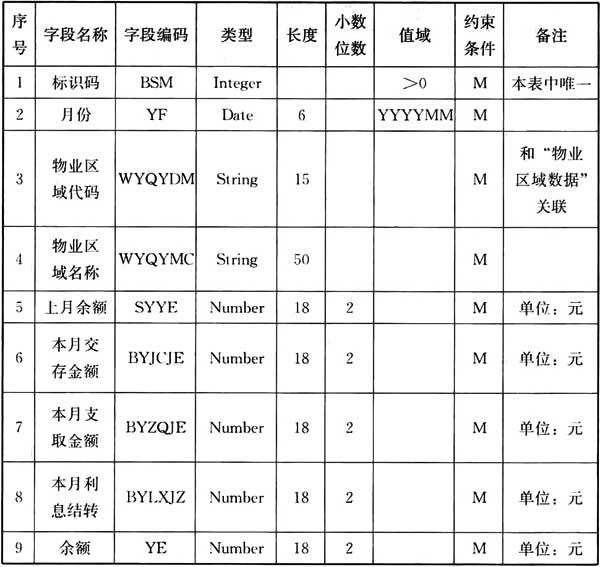 序号 字段名称 字段编码 类型 长度 小数位数 值域 约束条件 备注
1 标识码 BSM Integer >0 M 本表中唯一
2 月份 YF Date 6 YYYYMM M
3 物业区域代码 WYQYDM String 15 M 和“物业区域数据”关联
4 物业区域名称 WYQYMC String 50 M
5 上月余额 SYYE Number 18 2 M 单位：元
6 本月交存金额 BYJCJE Number 18 2 M 单位：元
7 本月支取金额 BYZQJE Number 18 2 M 单位：元
8 本月利息结转 BYLXJZ Number 18 2 M 单位：元
9 余额 YE Number 18 2 M 单位：元